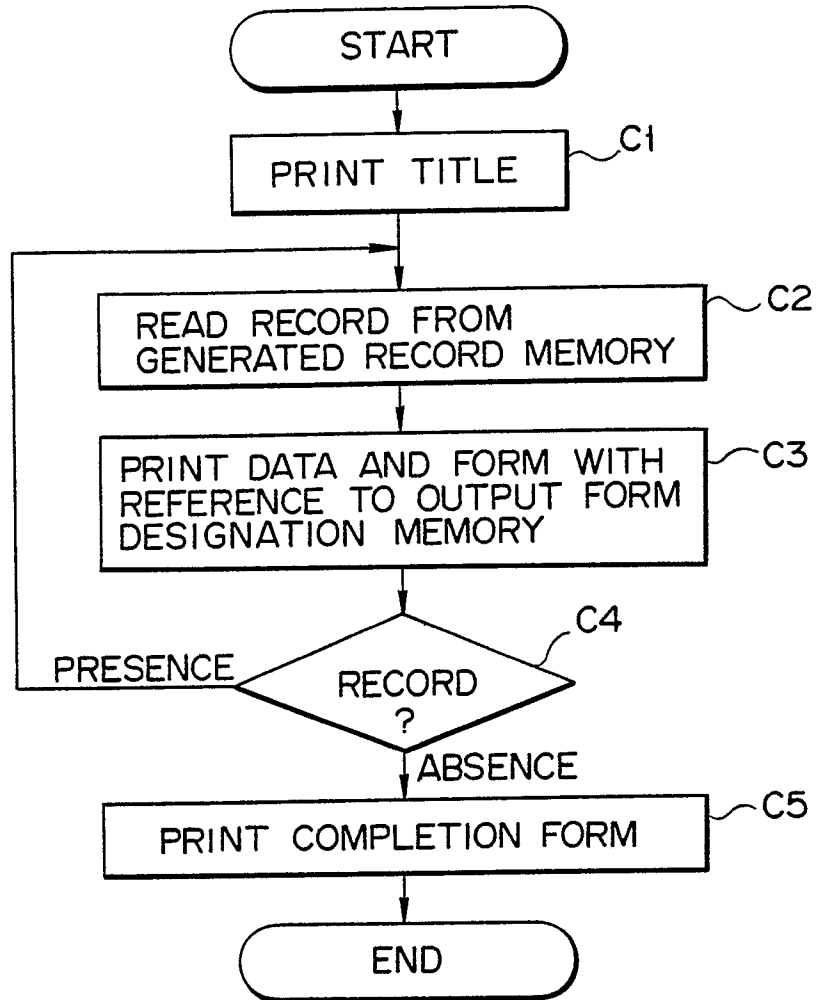 START
PRINT TITLE
C1
READ RECORD FROM
GENERATED RECORD MEMORY
C2
PRINT DATA AND FORM WITH
REFERENCE TO OUTPUT FORM
DESIGNATION MEMORY
C3
RECORD
?
C4
PRESENCE
ABSENCE
PRINT COMPLETION FORM
C5
END